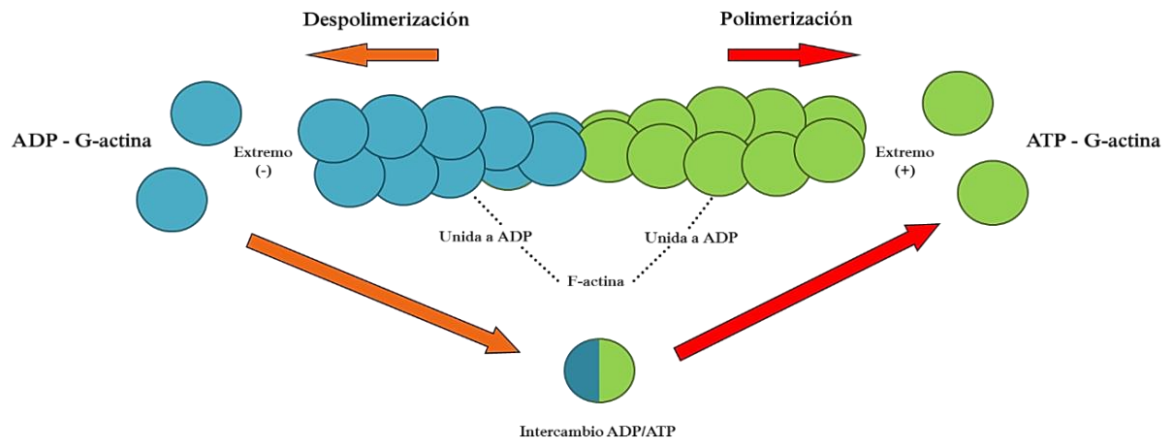 Despolimerización
Polimerización
ADP - G-actina
Extremo
(-)
Extremo
(+)
ATP - G-actina
Unida a ADP
Unida a ADP
F-actina
Intercambio ADP/ATP